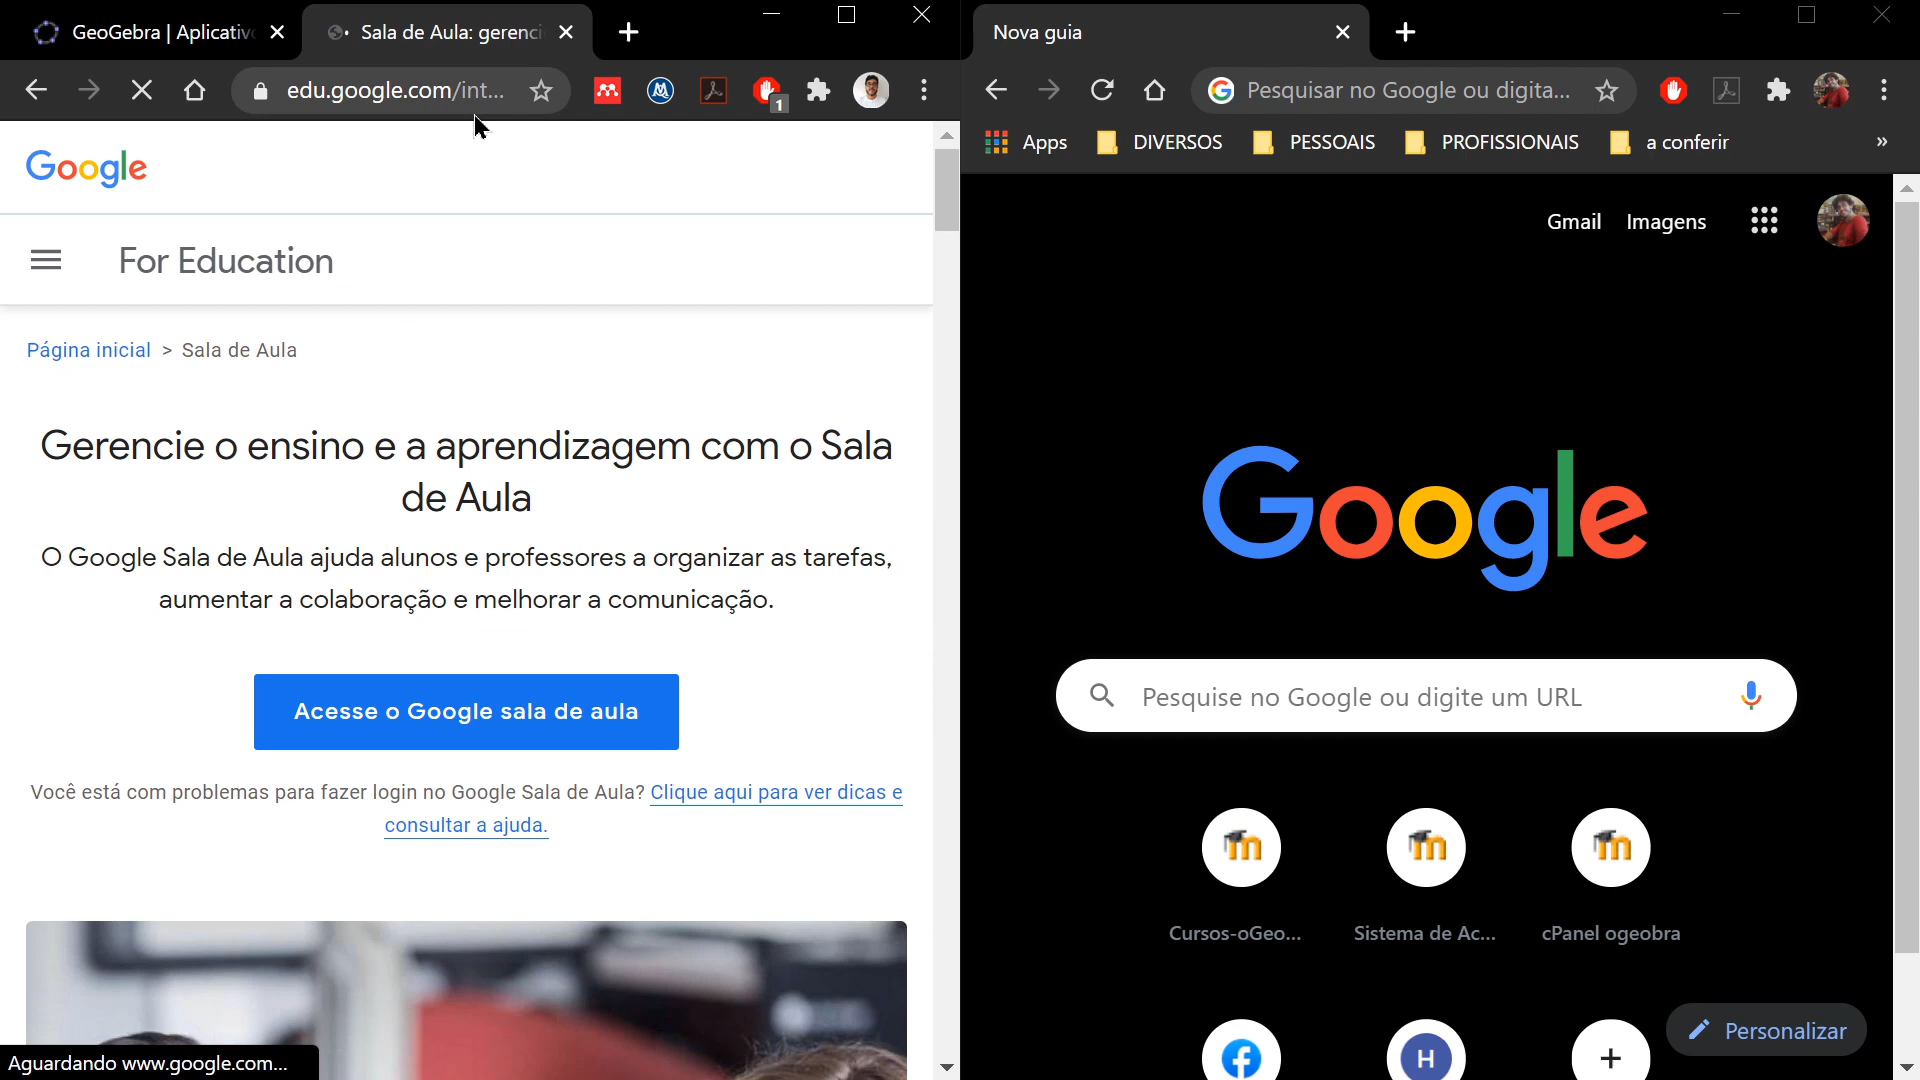 GeoGebra | Aplicativ
Sala de Aula: gerenci
edu.google.com/int...
1
Google
For Education
Página inicial > Sala de Aula
Gerencie o ensino e a aprendizagem com o Sala
de Aula
O Google Sala de Aula ajuda alunos e professores a organizar as tarefas,
aumentar a colaboração e melhorar a comunicação.
Acesse o Google sala de aula
Você está com problemas para fazer login no Google Sala de Aula? Clique aqui para ver dicas e
consultar a ajuda.
Aguardando www.google.com...
Nova guia
Pesquisar no Google ou digita...
Apps
DIVERSOS
PESSOAIS
PROFISSIONAIS
a conferir
»
Gmail
Imagens
Google
Pesquise no Google ou digite um URL
Cursos-oGeo...
Sistema de Ac...
cPanel ogeobra
H
Personalizar